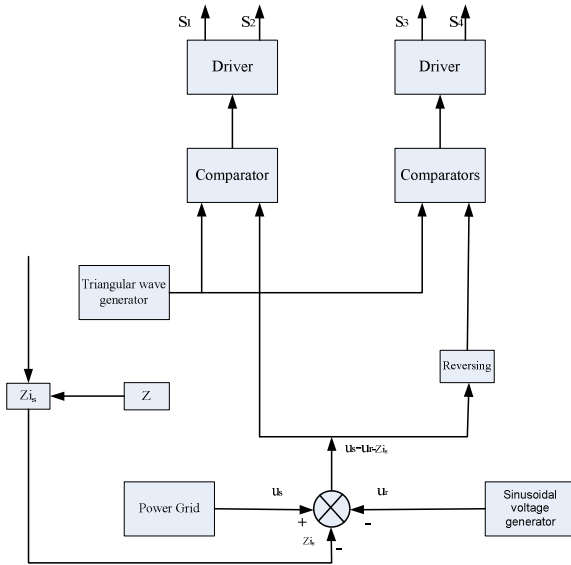 S1
S2
S3
S4
Driver
Driver
Comparator
Comparators
Triangular wave
generator
Reversing
Zis
Z
us-ur-Zis
Power Grid
us
ur
+
-
Zis
-
Sinusoidal
voltage
generator